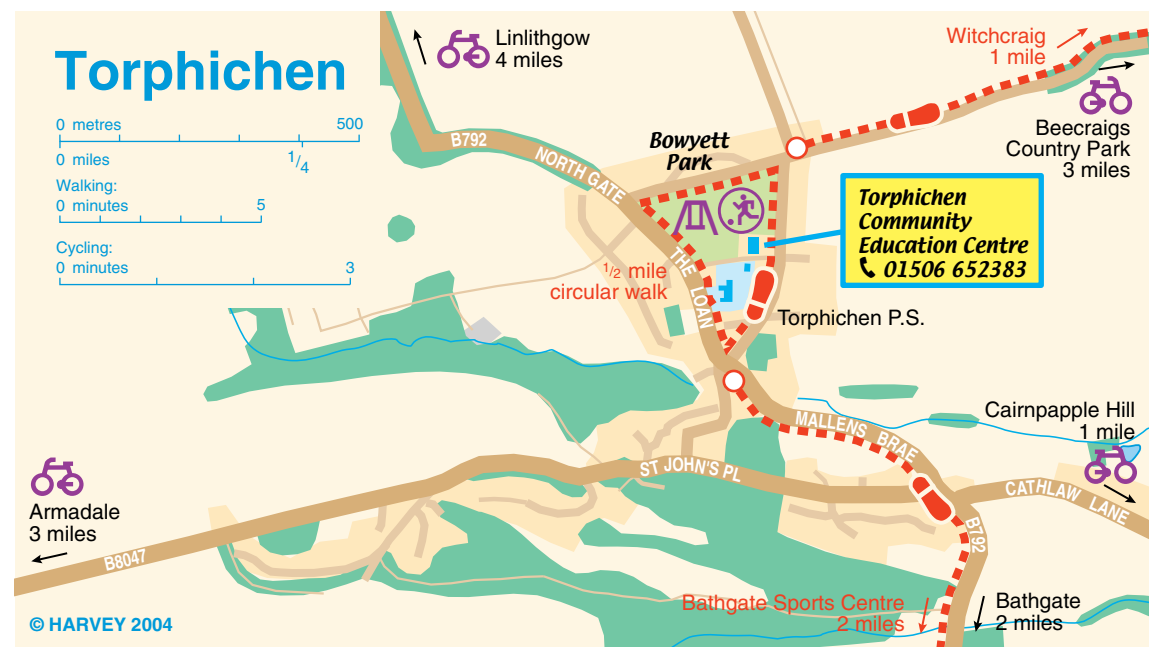 Torphichen
0 metres 500
0 miles 1/4
Walking:
0 minutes 5
Cycling:
0 minutes 3
Linlithgow
4 miles
B792
NORTH GATE
Bowyett
Park
Witchcraig
1 mile
Beecraigs
Country Park
3 miles
Torphichen
Community
Education Centre
01506 652383
THE LOAN
1/2 mile
circular walk
Torphichen P.S.
MALLENS BRAE
Cairnpapple Hill
1 mile
ST JOHN'S PL
CATHLAW LANE
Armadale
3 miles
B8047
B792
Bathgate Sports Centre
2 miles
Bathgate
2 miles
© HARVEY 2004